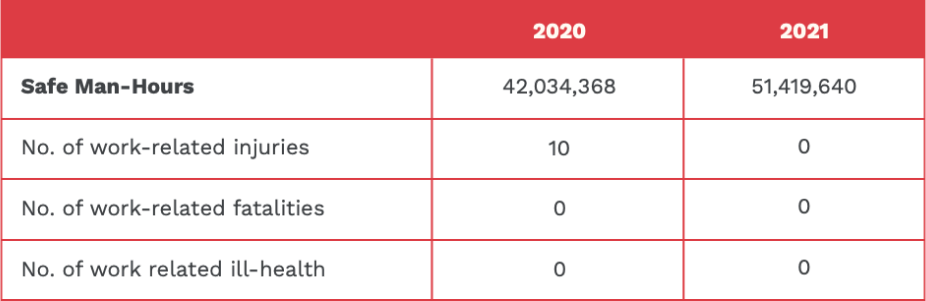 2020 2021
Safe Man-Hours 42,034,368 51,419,640
No. of work-related injuries 10 0
No. of work-related fatalities 0 0
No. of work related ill-health 0 0